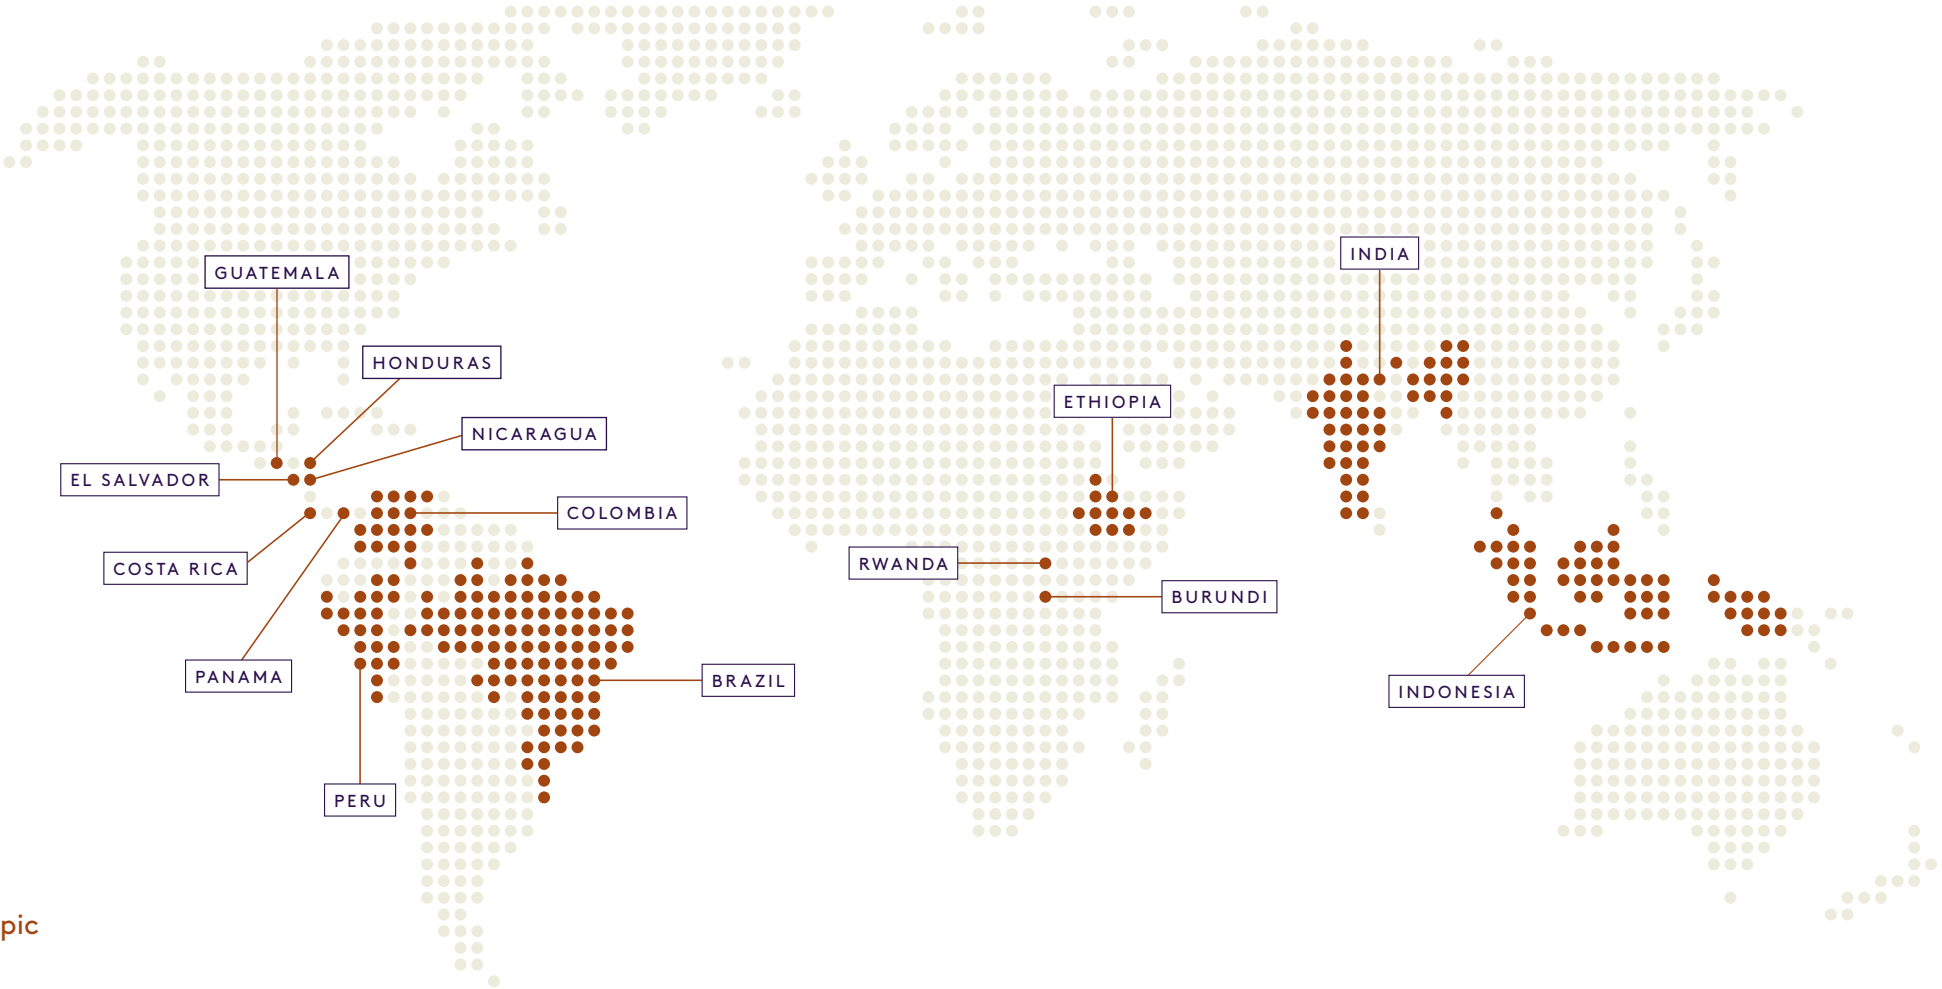 INDIA
GUATEMALA
HONDURAS
ETHIOPIA
NICARAGUA
EL SALVADOR
COLOMBIA
RWANDA
COSTA RICA
BURUNDI
PANAMA
BRAZIL
INDONESIA
PERU
pic